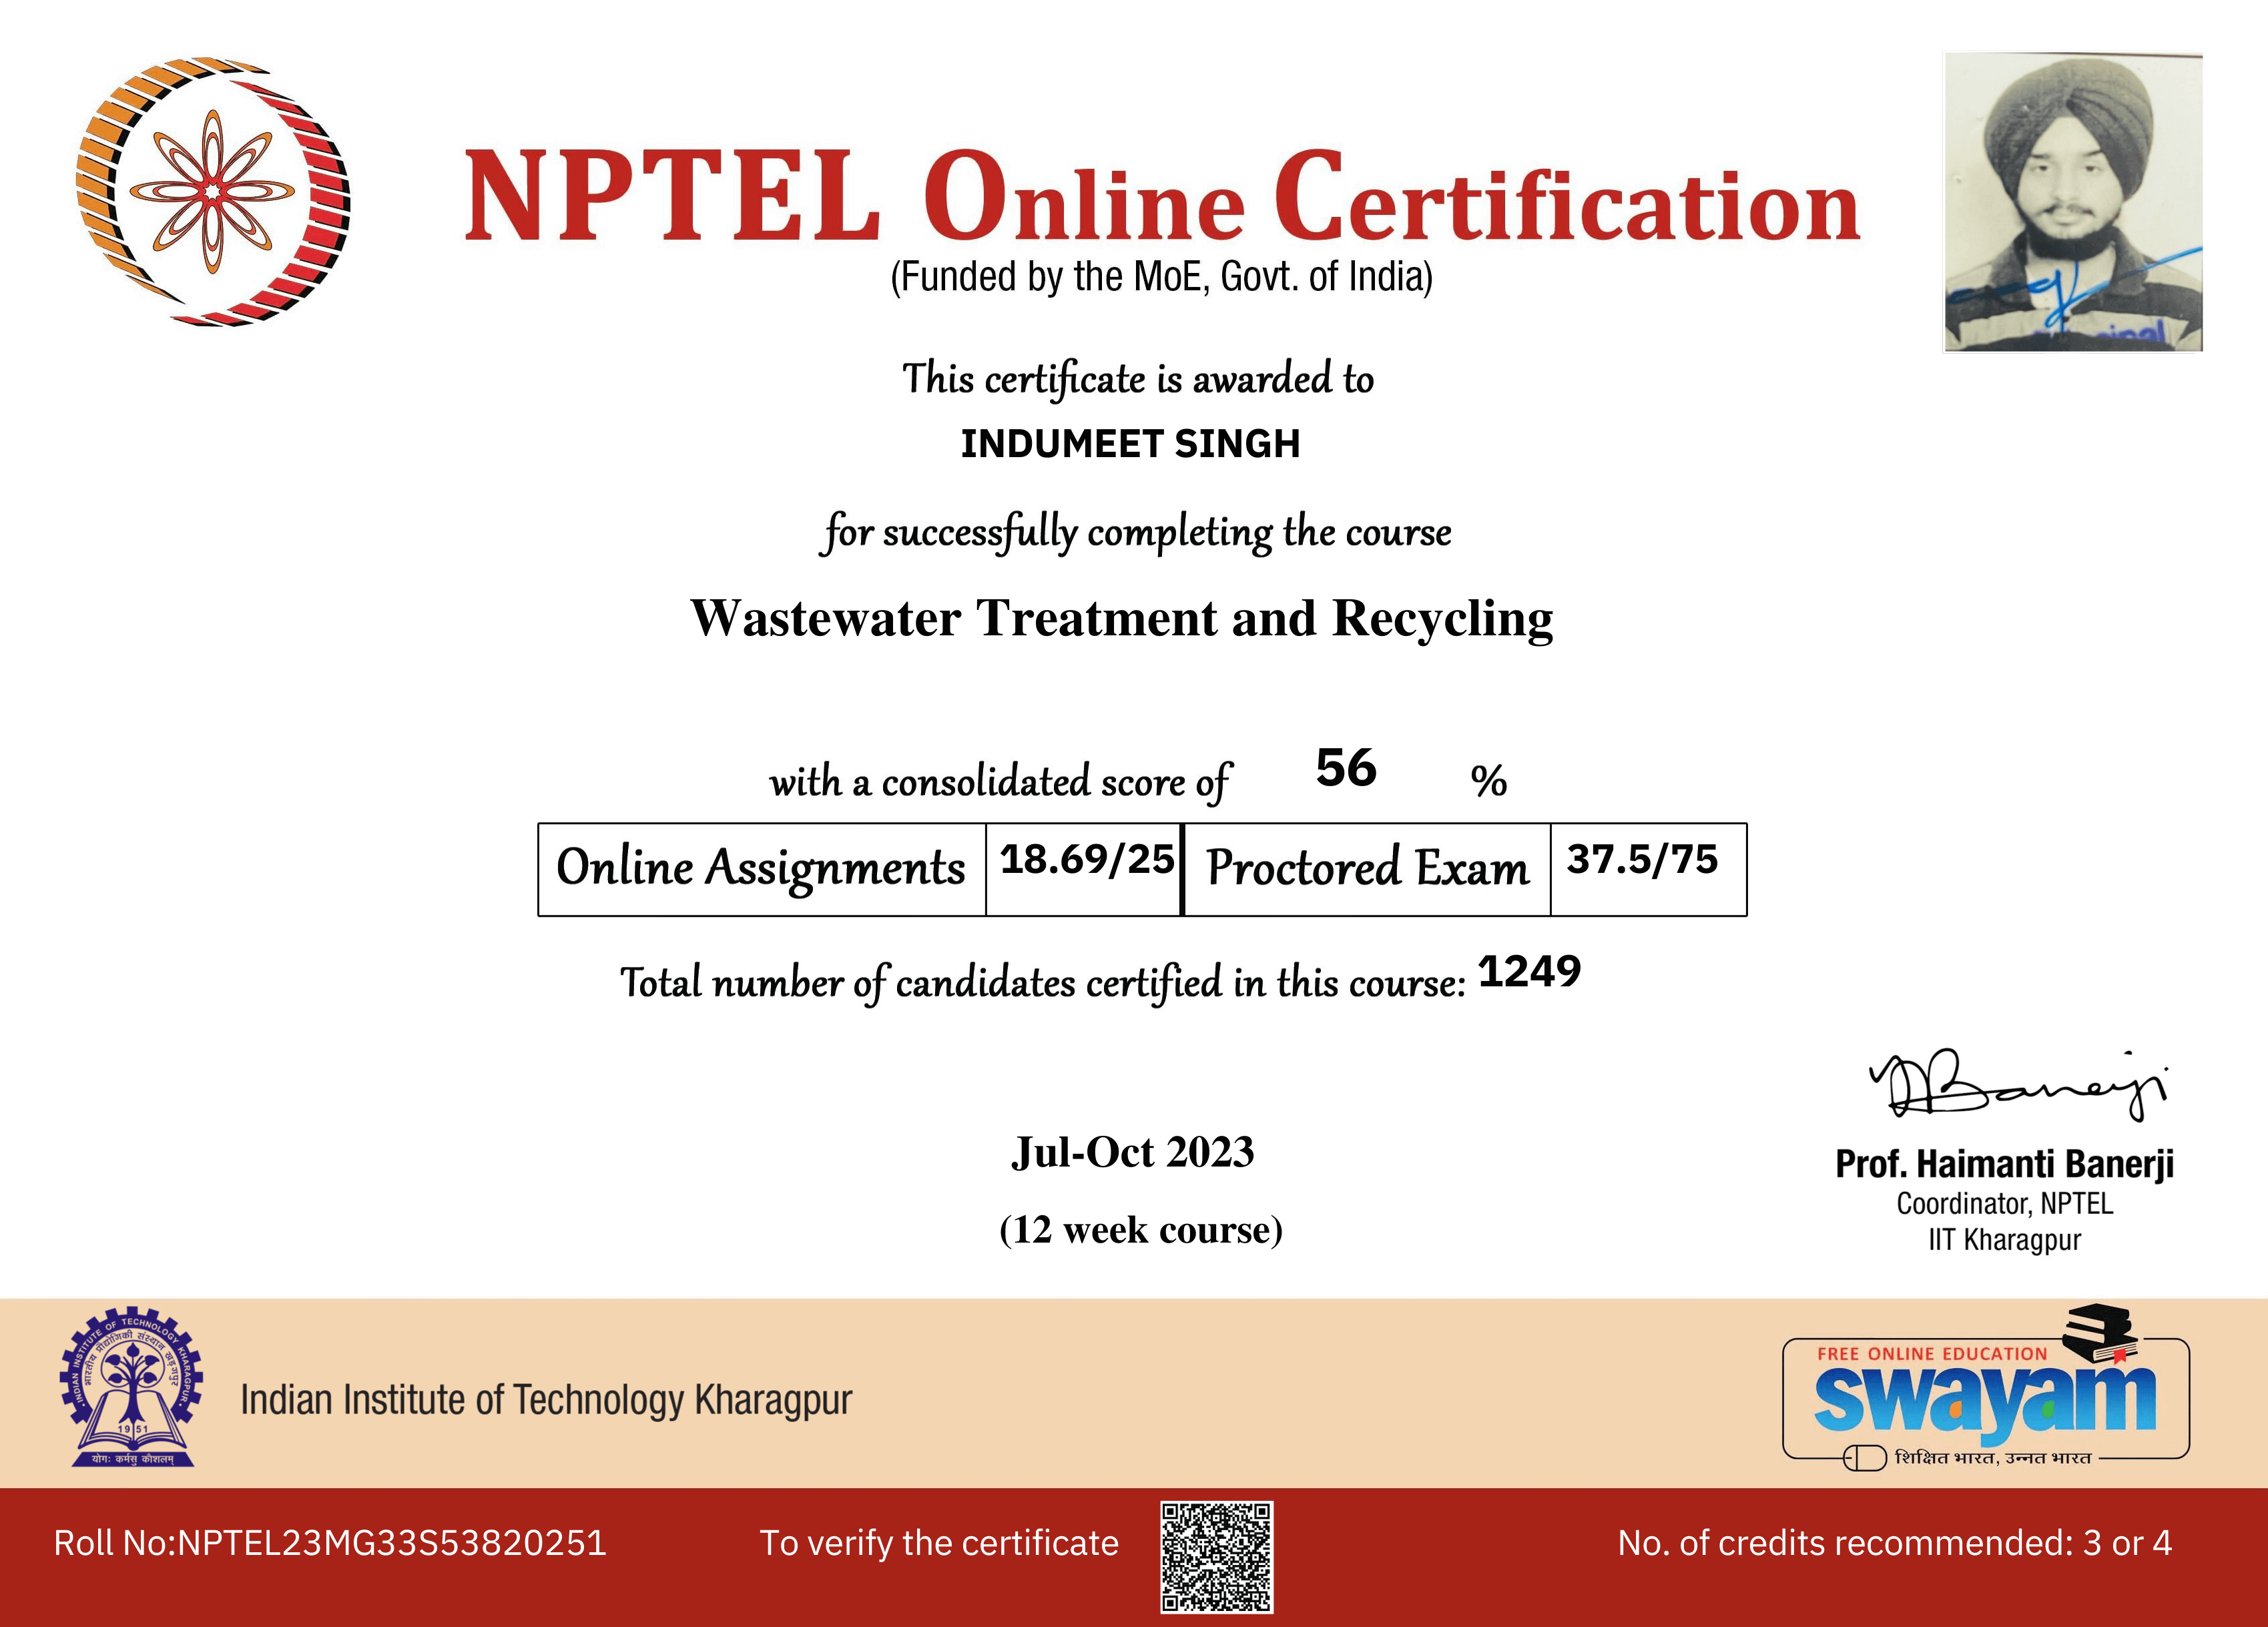 NPTEL Online Certification
(Funded by the MoE, Govt. of India)
This certificate is awarded to
INDUMEET SINGH
for successfully completing the course
Wastewater Treatment and Recycling
with a consolidated score of 56 %
Online Assignments 18.69/25 Proctored Exam 37.5/75
Total number of candidates certified in this course: 1249
Jul-Oct 2023
(12 week course)
Banerji
Prof. Haimanti Banerji
Coordinator, NPTEL
IIT Kharagpur
INDIAN INSTITUTE OF TECHNOLOGY KHARAGPUR
भारतीय प्रौद्योगिकी संस्थान खड़गपुर
1951
योगः कर्मसु कौशलम्
Indian Institute of Technology Kharagpur
FREE ONLINE EDUCATION
swayam
शिक्षित भारत, उन्नत भारत
Roll No:NPTEL23MG33S53820251
To verify the certificate
No. of credits recommended: 3 or 4